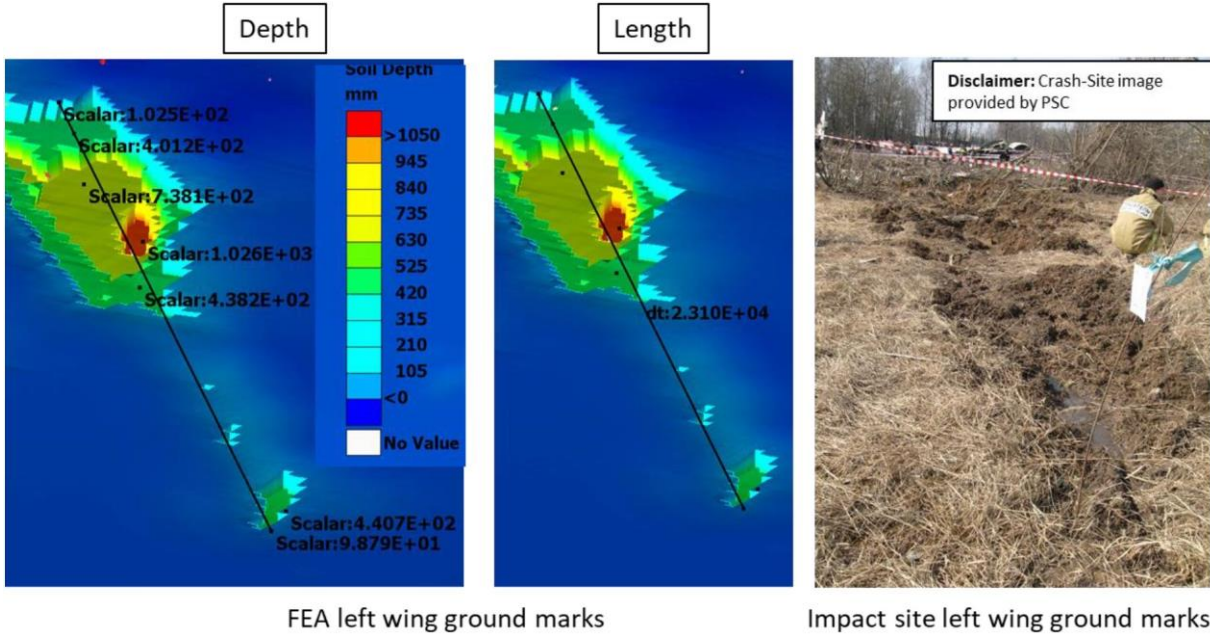 Depth
Length
Soil Depth
mm
>1050
945
840
735
630
525
420
315
210
105
<0
No Value
Scalar:1.025E+02
Scalar:4.012E+02
Scalar:7.381E+02
Scalar:1.026E+03
Scalar:4.382E+02
Scalar:4.407E+02
Scalar:9.879E+01
dt:2.310E+04
Disclaimer: Crash-Site image
provided by PSC
FEA left wing ground marks
Impact site left wing ground marks